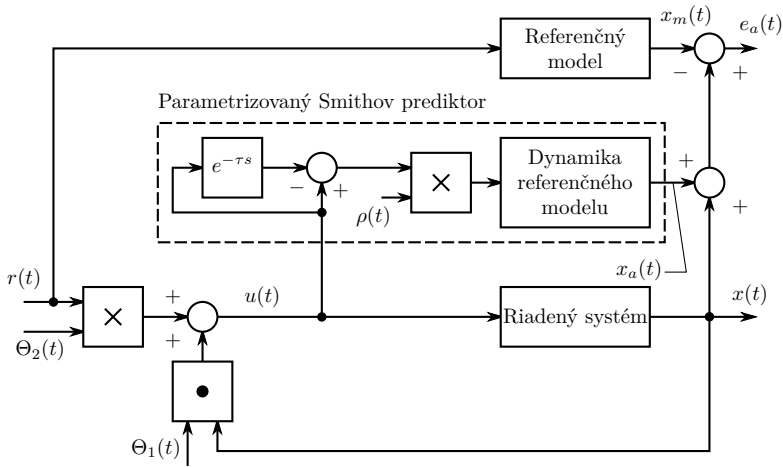 x_m(t)
e_a(t)
Referenčný
model
−
+
Parametrizovaný Smithov prediktor
e^{-τs}
−
+
×
ρ(t)
Dynamika
referenčného
modelu
+
+
x_a(t)
r(t)
×
Θ_2(t)
+
+
u(t)
Riadený systém
x(t)
•
Θ_1(t)